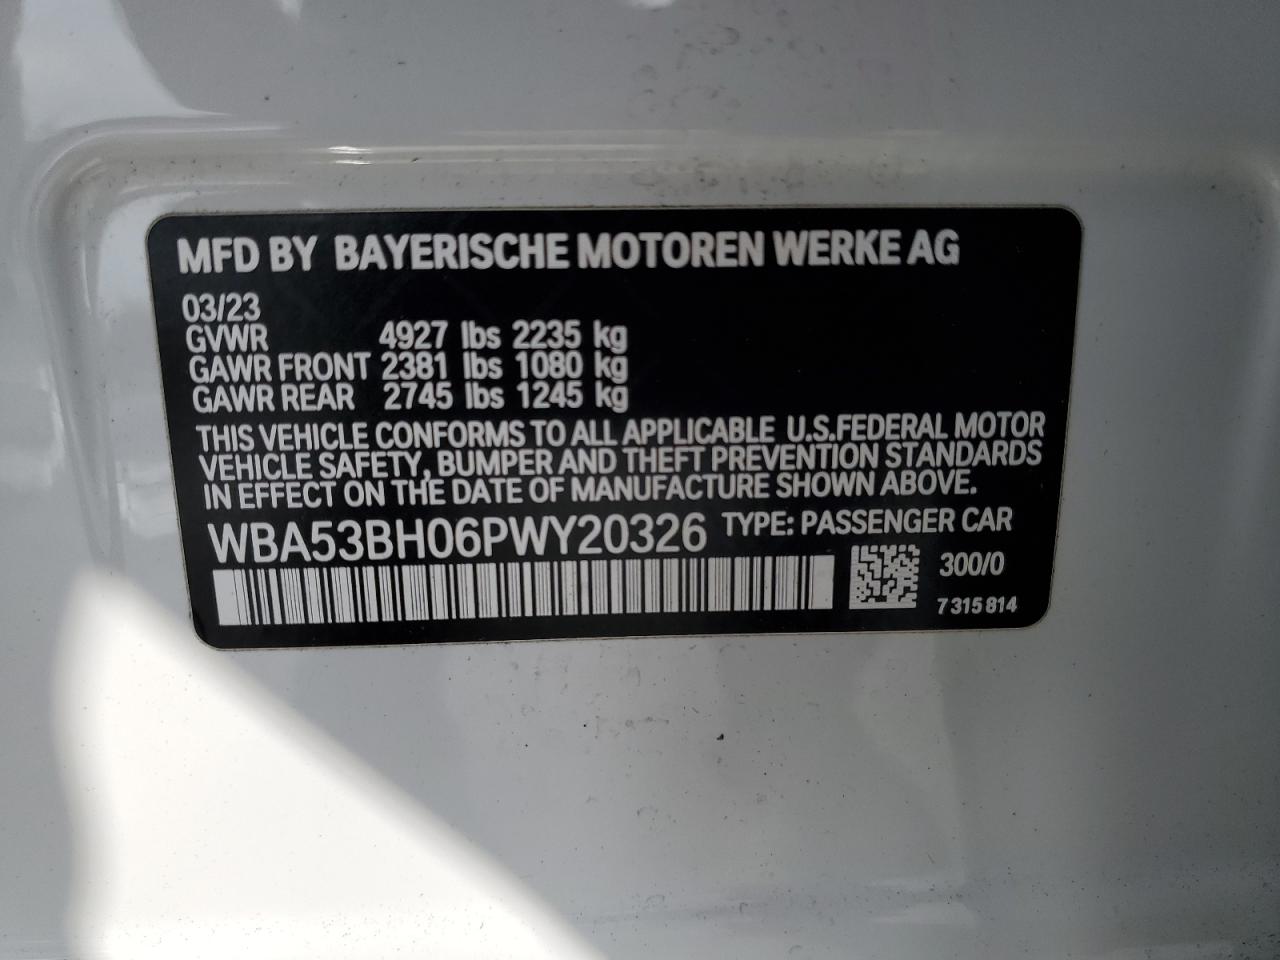 MFD BY BAYERISCHE MOTOREN WERKE AG
03/23
GVWR 4927 lbs 2235 kg
GAWR FRONT 2381 lbs 1080 kg
GAWR REAR 2745 lbs 1245 kg
THIS VEHICLE CONFORMS TO ALL APPLICABLE U.S.FEDERAL MOTOR
VEHICLE SAFETY, BUMPER AND THEFT PREVENTION STANDARDS
IN EFFECT ON THE DATE OF MANUFACTURE SHOWN ABOVE.
WBA53BH06PWY20326 TYPE: PASSENGER CAR
300/0
7 315 814